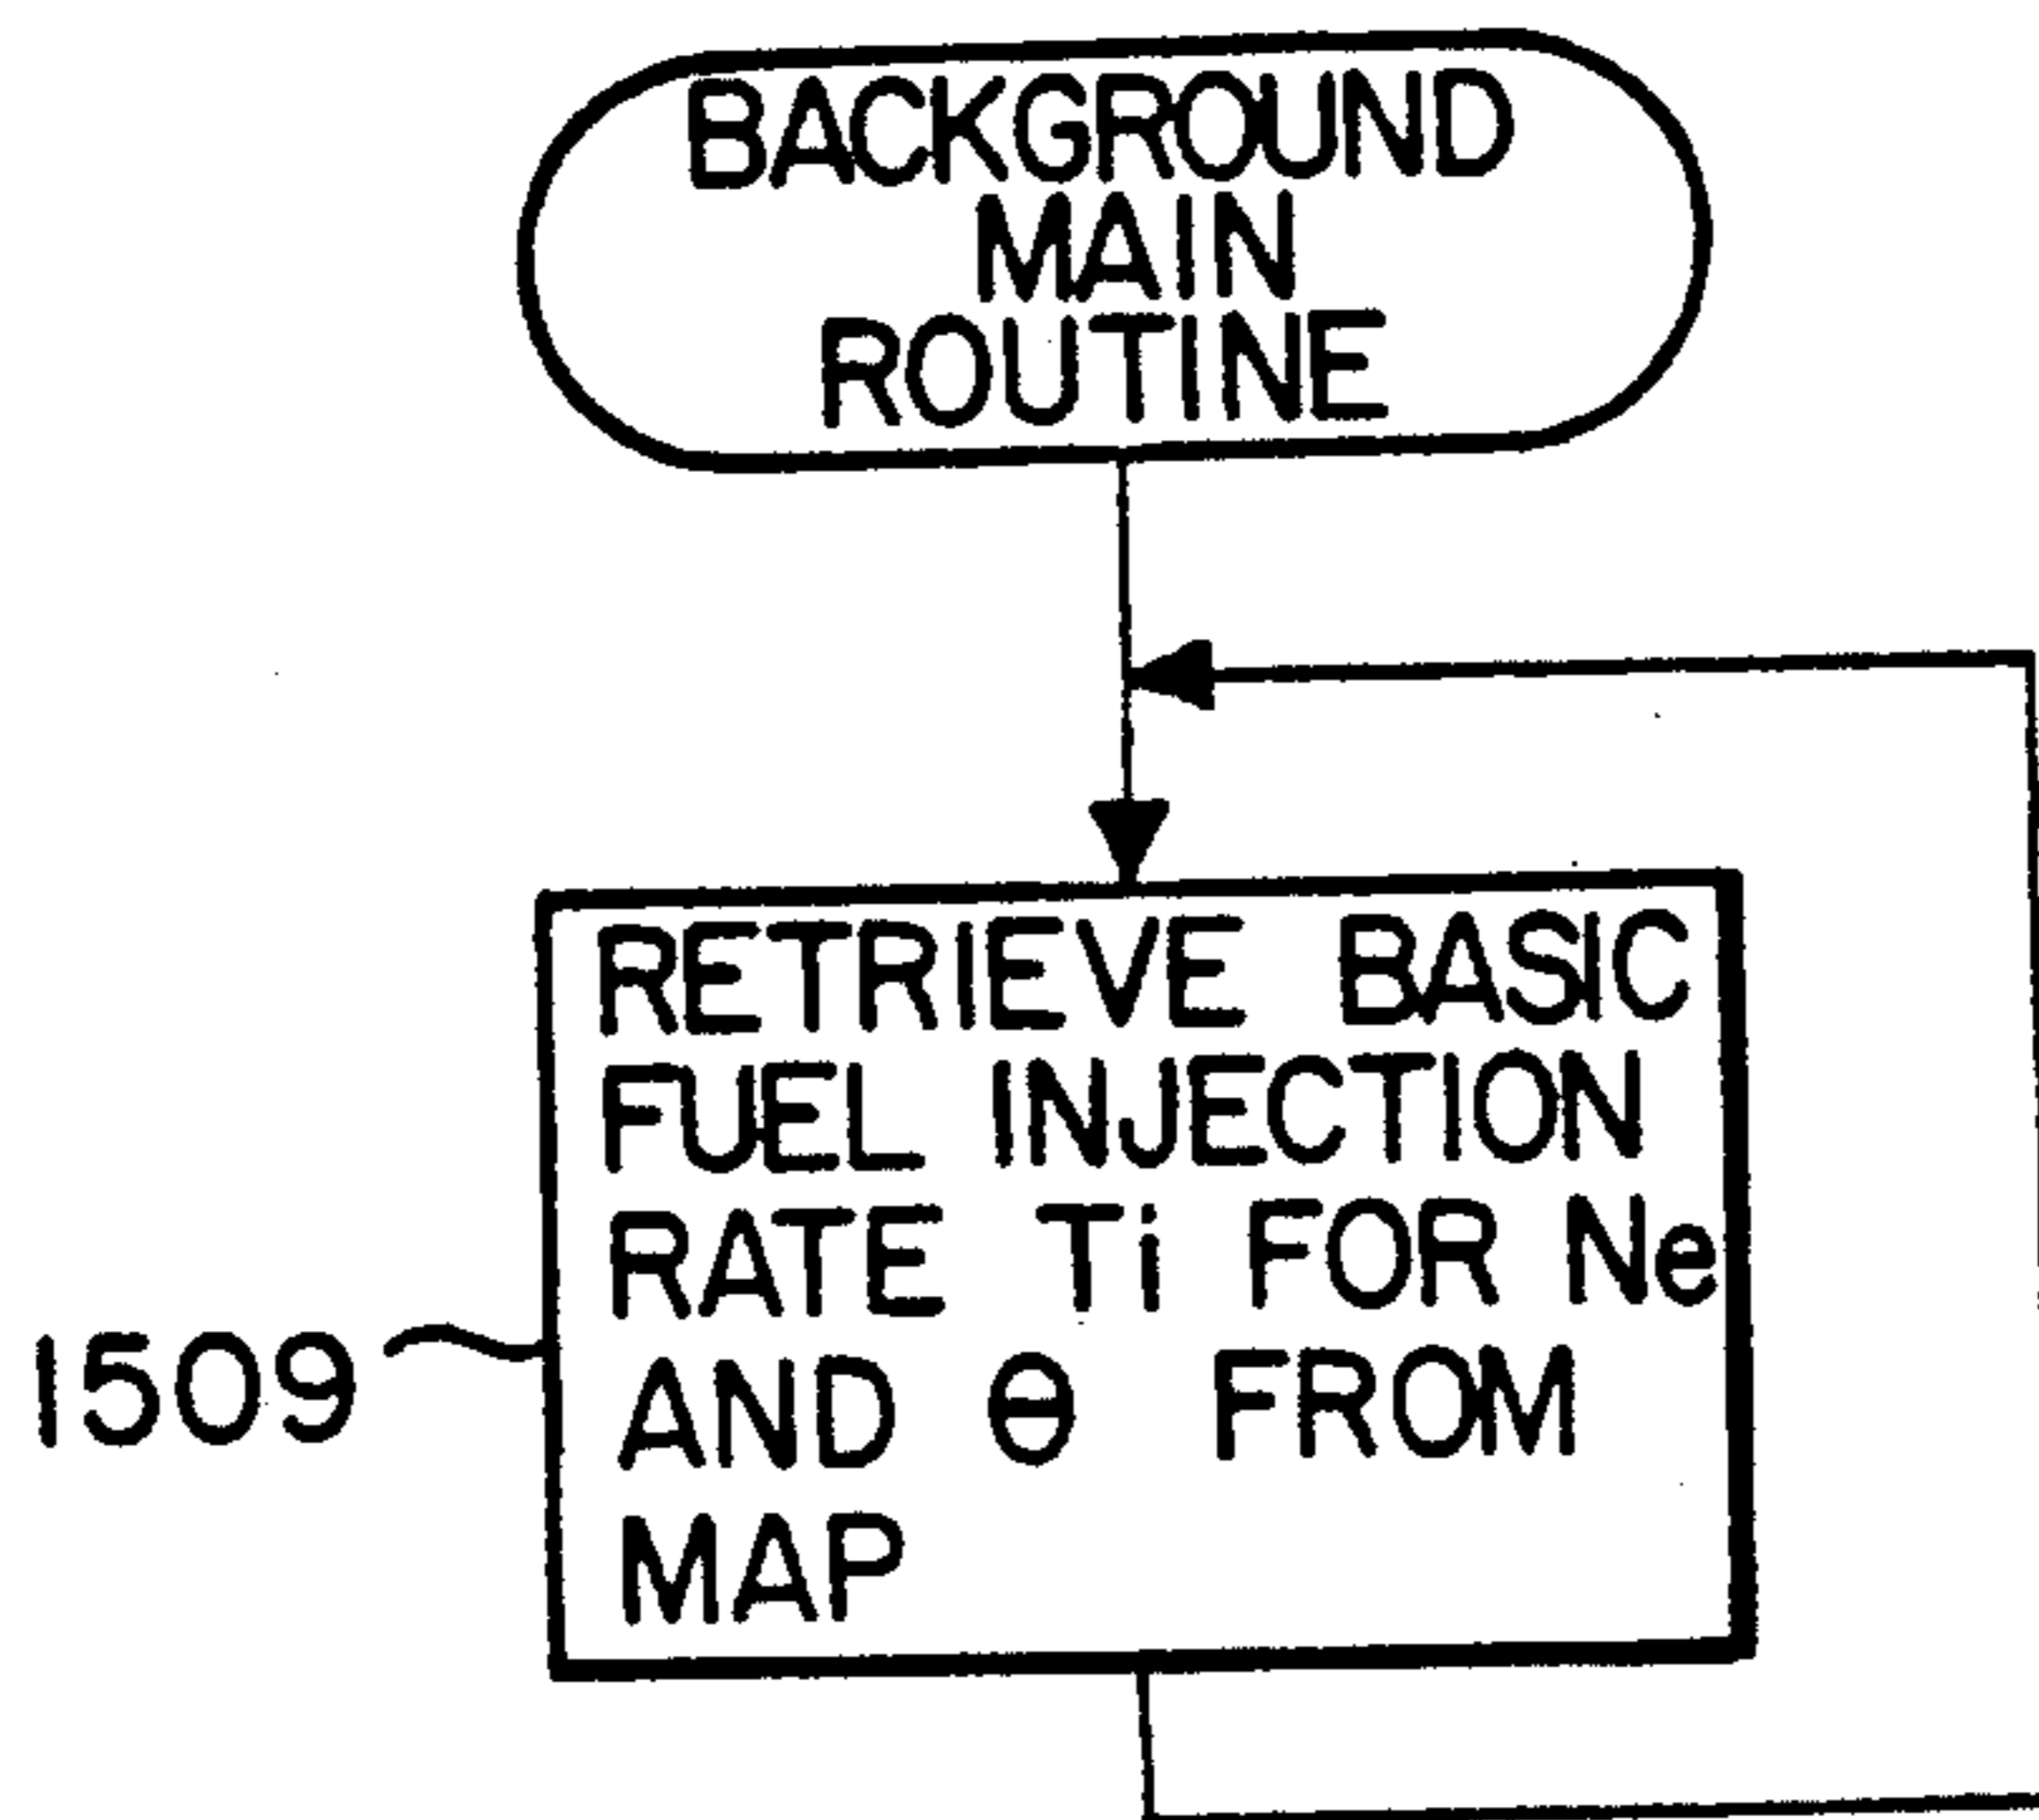 BACKGROUND
MAIN
ROUTINE
RETRIEVE BASIC
FUEL INJECTION
RATE Ti FOR Ne
AND θ FROM
MAP
1509